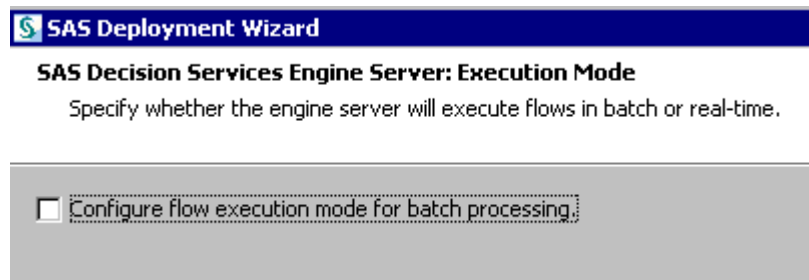 SAS Deployment Wizard
SAS Decision Services Engine Server: Execution Mode
Specify whether the engine server will execute flows in batch or real-time.
Configure flow execution mode for batch processing.